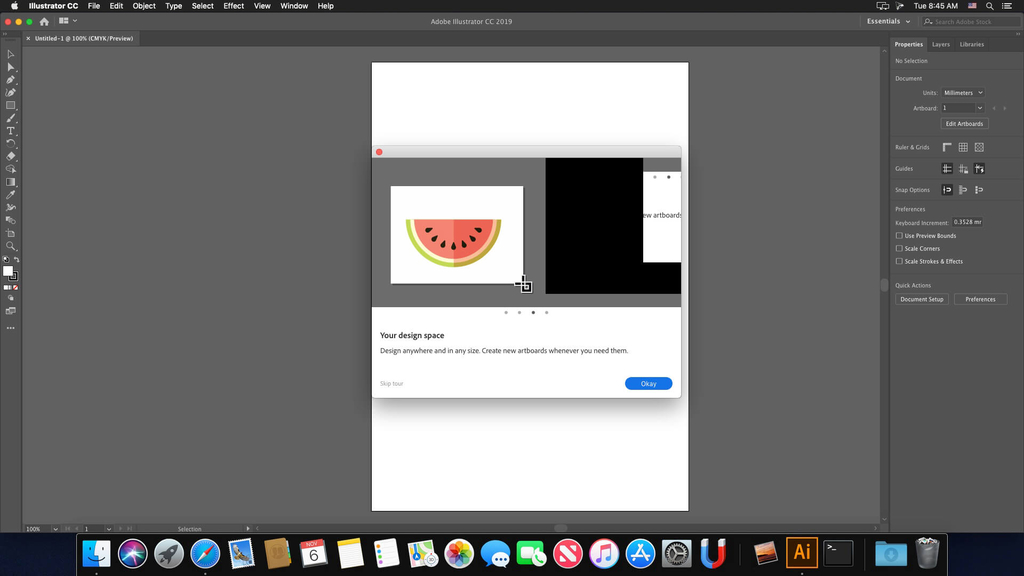 Illustrator CC File Edit Object Type Select Effect View Window Help
Tue 8:45 AM
Adobe Illustrator CC 2019
Essentials
Search Adobe Stock
Untitled-1 @ 100% (CMYK/Preview)
Properties Layers Libraries
No Selection
Document
Units: Millimeters
Artboard: 1
Edit Artboards
Ruler & Grids
Guides
Snap Options
Preferences
Keyboard Increment: 0.3528 mr
Use Preview Bounds
Scale Corners
Scale Strokes & Effects
Quick Actions
Document Setup Preferences
ew artboards
Your design space
Design anywhere and in any size. Create new artboards whenever you need them.
Skip tour
Okay
100% 1 Selection
NOV
6
Ai